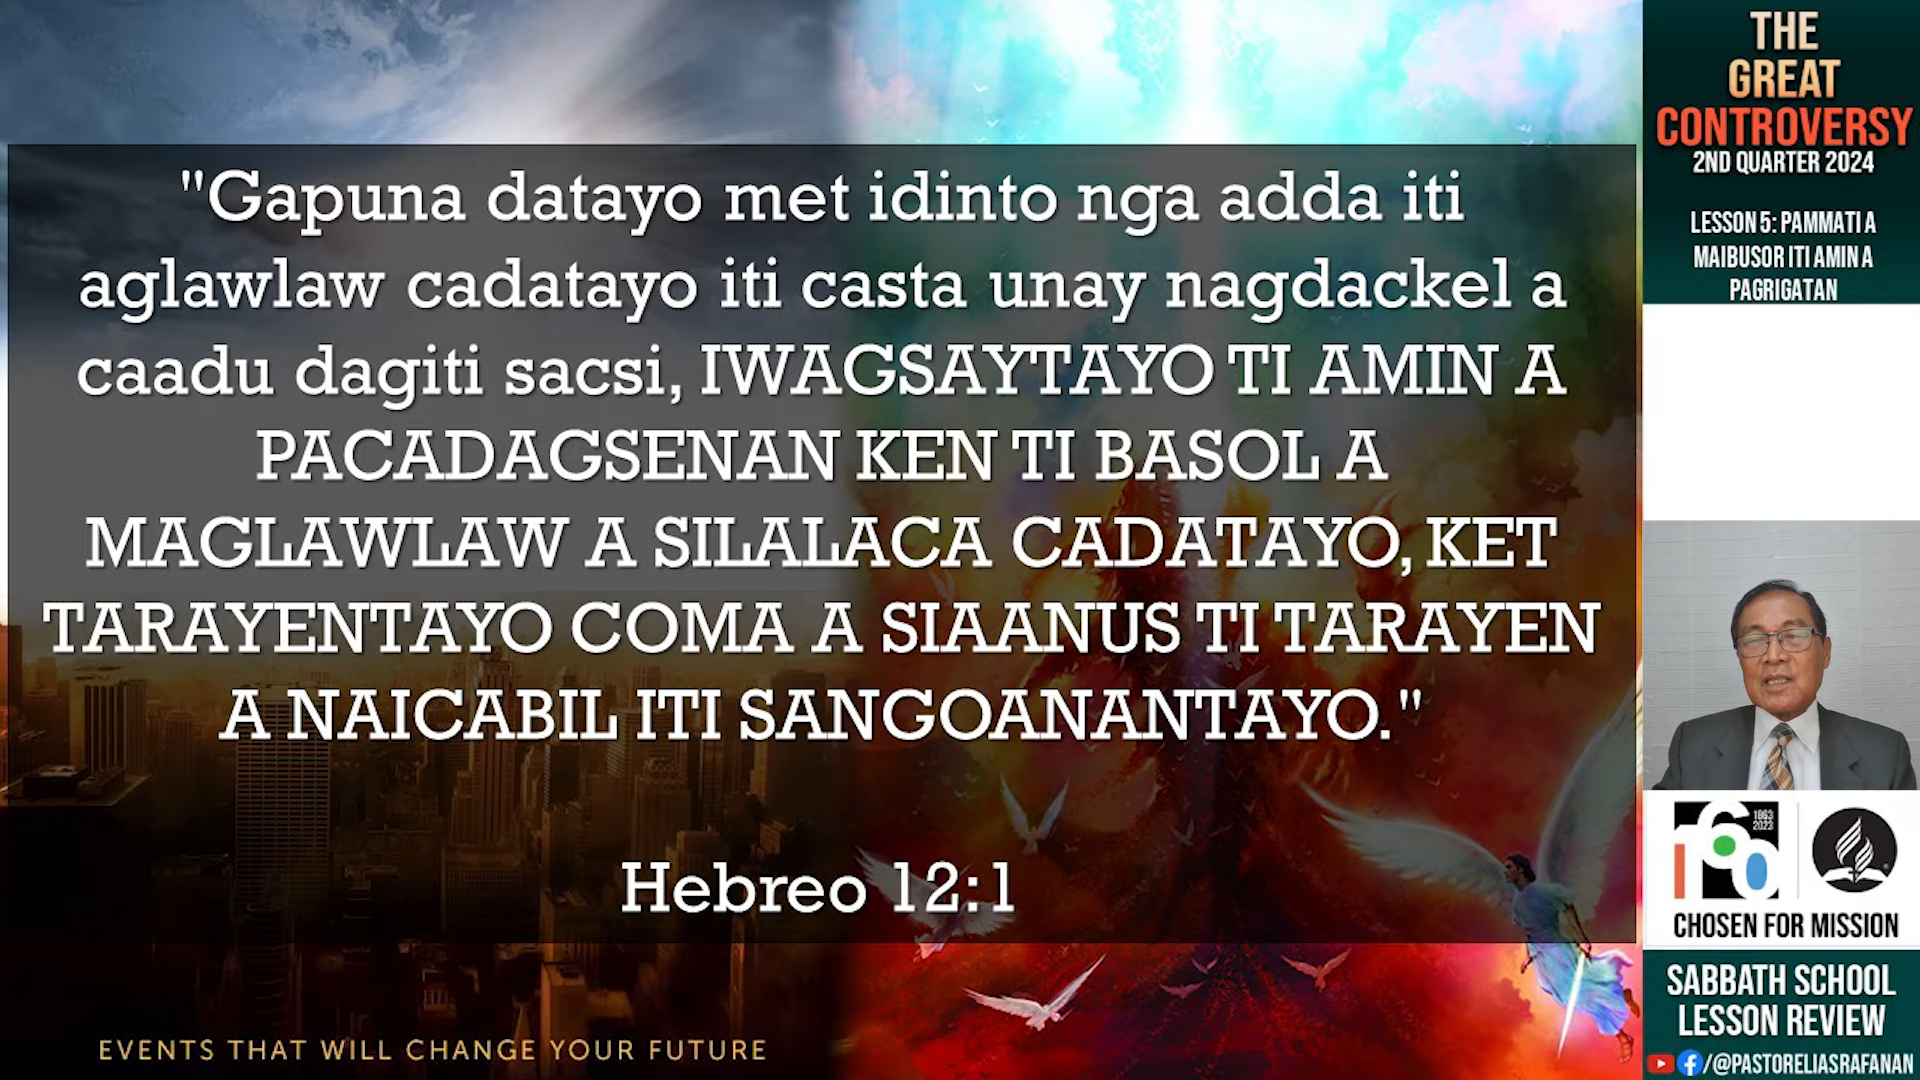 "Gapuna datayo met idinto nga adda iti
aglawlaw cadatayo iti casta unay nagdackel a
caadu dagiti sacsi, IWAGSAYTAYO TI AMIN A
PACADAGSENAN KEN TI BASOL A
MAGLAWLAW A SILALACA CADATAYO, KET
TARAYENTAYO COMA A SIAANUS TI TARAYEN
A NAICABIL ITI SANGOANANTAYO."
Hebreo 12:1
EVENTS THAT WILL CHANGE YOUR FUTURE
THE
GREAT
CONTROVERSY
2ND QUARTER 2024
LESSON 5: PAMMATI A
MAIBUSOR ITI AMIN A
PAGRIGATAN
1863
2023
160
CHOSEN FOR MISSION
SABBATH SCHOOL
LESSON REVIEW
/@PASTORELIASRAFANAN